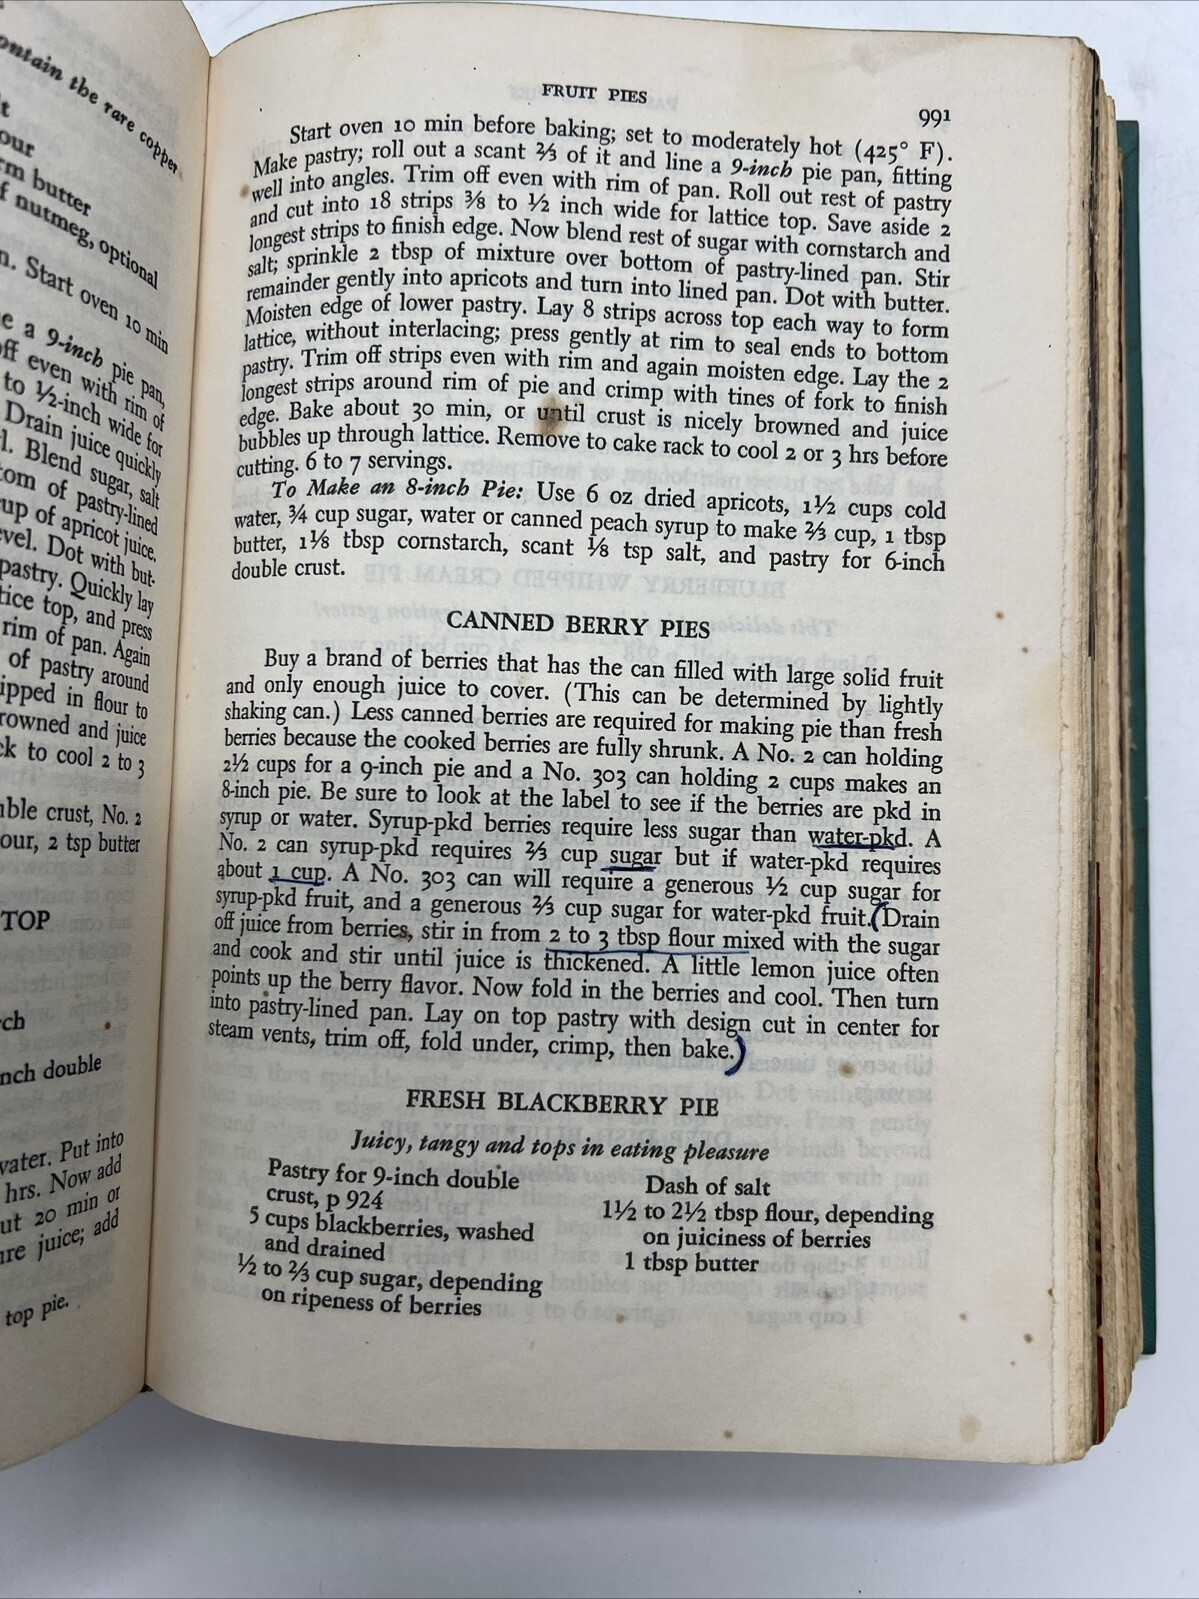 ontain the rare copper
t
our
rm butter
f nutmeg, optional
n. Start oven 10 min
e a 9-inch pie pan,
off even with rim of
to ½-inch wide for
Drain juice quickly
l. Blend sugar, salt
tom of pastry-lined
up of apricot juice.
evel. Dot with but-
pastry. Quickly lay
tice top, and press
rim of pan. Again
of pastry around
ipped in flour to
rowned and juice
ck to cool 2 to 3
ble crust, No. 2
our, 2 tsp butter
TOP
ch
nch double
vater. Put into
hrs. Now add
ut 20 min or
re juice; add
top pie.
FRUIT PIES
991
Start oven 10 min before baking; set to moderately hot (425° F).
Make pastry; roll out a scant ⅔ of it and line a 9-inch pie pan, fitting
well into angles. Trim off even with rim of pan. Roll out rest of pastry
and cut into 18 strips ⅜ to ½ inch wide for lattice top. Save aside 2
longest strips to finish edge. Now blend rest of sugar with cornstarch and
salt; sprinkle 2 tbsp of mixture over bottom of pastry-lined pan. Stir
remainder gently into apricots and turn into lined pan. Dot with butter.
Moisten edge of lower pastry. Lay 8 strips across top each way to form
lattice, without interlacing; press gently at rim to seal ends to bottom
pastry. Trim off strips even with rim and again moisten edge. Lay the 2
longest strips around rim of pie and crimp with tines of fork to finish
edge. Bake about 30 min, or until crust is nicely browned and juice
bubbles up through lattice. Remove to cake rack to cool 2 or 3 hrs before
cutting. 6 to 7 servings.
To Make an 8-inch Pie: Use 6 oz dried apricots, 1½ cups cold
water, ¾ cup sugar, water or canned peach syrup to make ⅔ cup, 1 tbsp
butter, 1⅛ tbsp cornstarch, scant ⅛ tsp salt, and pastry for 6-inch
double crust.
CANNED BERRY PIES
Buy a brand of berries that has the can filled with large solid fruit
and only enough juice to cover. (This can be determined by lightly
shaking can.) Less canned berries are required for making pie than fresh
berries because the cooked berries are fully shrunk. A No. 2 can holding
2½ cups for a 9-inch pie and a No. 303 can holding 2 cups makes an
8-inch pie. Be sure to look at the label to see if the berries are pkd in
syrup or water. Syrup-pkd berries require less sugar than water-pkd. A
No. 2 can syrup-pkd requires ⅔ cup sugar but if water-pkd requires
about 1 cup. A No. 303 can will require a generous ½ cup sugar for
syrup-pkd fruit, and a generous ⅔ cup sugar for water-pkd fruit. (Drain
off juice from berries, stir in from 2 to 3 tbsp flour mixed with the sugar
and cook and stir until juice is thickened. A little lemon juice often
points up the berry flavor. Now fold in the berries and cool. Then turn
into pastry-lined pan. Lay on top pastry with design cut in center for
steam vents, trim off, fold under, crimp, then bake.)
FRESH BLACKBERRY PIE
Juicy, tangy and tops in eating pleasure
Pastry for 9-inch double
crust, p 924
5 cups blackberries, washed
and drained
½ to ⅔ cup sugar, depending
on ripeness of berries
Dash of salt
1½ to 2½ tbsp flour, depending
on juiciness of berries
1 tbsp butter